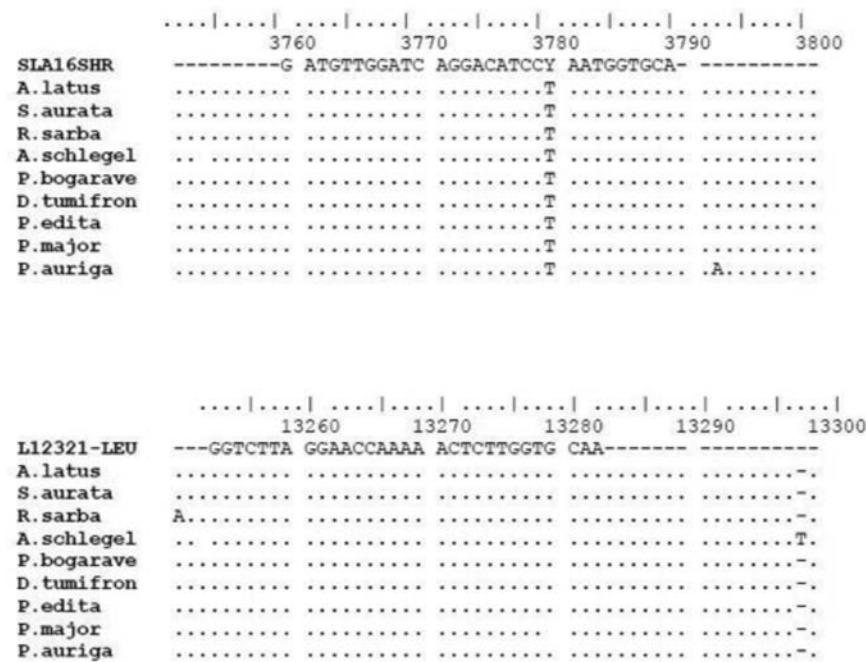 ....|....| ....|....| ....|....| ....|....| ....|....|
3760 3770 3780 3790 3800
SLA16SHR ---------G ATGTTGGATC AGGACATCCY AATGGTGCA- ----------
A.latus .......... .......... .........T .......... ..........
S.aurata .......... .......... .........T .......... ..........
R.sarba .......... .......... .........T .......... ..........
A.schlegel .. ....... .......... .........T .......... ..........
P.bogarave .......... .......... .........T .......... ..........
D.tumifron .......... .......... .........T .......... ..........
P.edita .......... .......... .........T .......... ..........
P.major .......... .......... .........T .......... ..........
P.auriga .......... .......... .........T .......... .A........
....|....| ....|....| ....|....| ....|....| ....|....|
13260 13270 13280 13290 13300
L12321-LEU ---GGTCTTA GGAACCAAAA ACTCTTGGTG CAA------- ----------
A.latus .......... .......... .......... .......... ........-.
S.aurata .......... .......... .......... .......... ........-.
R.sarba A......... .......... .......... .......... ........-.
A.schlegel .. ....... .......... .......... .......... ........T.
P.bogarave .......... .......... .......... .......... ........-.
D.tumifron .......... .......... .......... .......... ........-.
P.edita .......... .......... .......... .......... ........-.
P.major .......... .......... ........ .......... ........-.
P.auriga .......... .......... .......... .......... ........-.